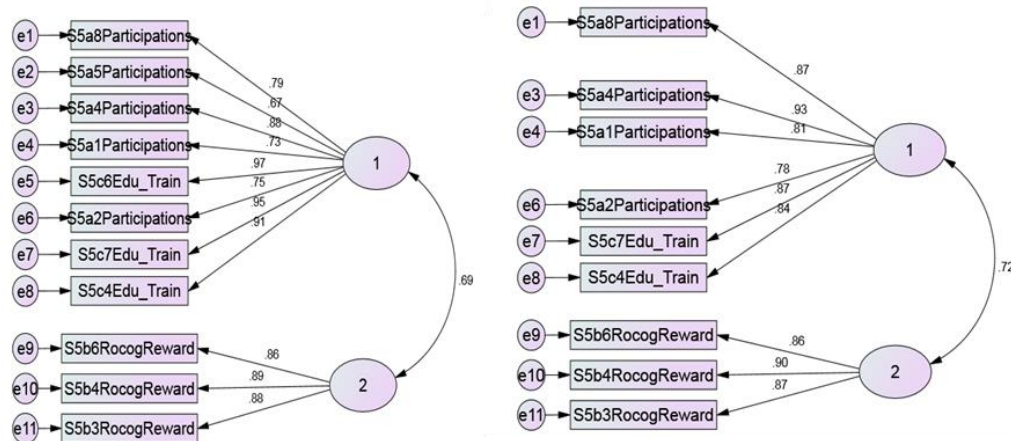 e1 S5a8Participations
e2 S5a5Participations
e3 S5a4Participations
e4 S5a1Participations
e5 S5c6Edu_Train
e6 S5a2Participations
e7 S5c7Edu_Train
e8 S5c4Edu_Train
.79
.67
.88
.73
.97
.75
.95
.91
1
.69
e9 S5b6RocogReward
e10 S5b4RocogReward
e11 S5b3RocogReward
.86
.89
.88
2
e1 S5a8Participations
e3 S5a4Participations
e4 S5a1Participations
e6 S5a2Participations
e7 S5c7Edu_Train
e8 S5c4Edu_Train
.87
.93
.81
.78
.87
.84
1
.72
e9 S5b6RocogReward
e10 S5b4RocogReward
e11 S5b3RocogReward
.86
.90
.87
2